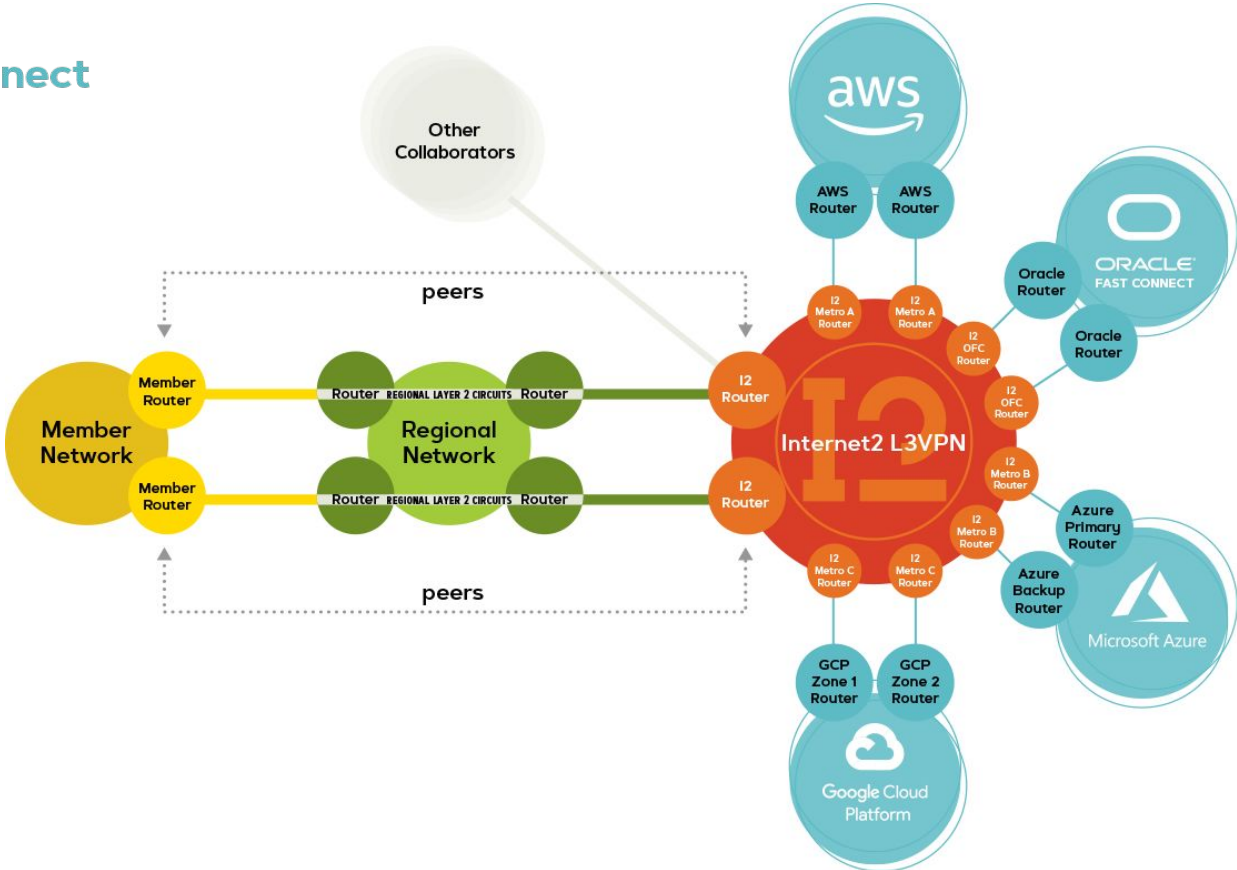 nect
Other
Collaborators
peers
Member
Network
Member
Router
Member
Router
Router
REGIONAL LAYER 2 CIRCUITS
Router
Regional
Network
Router
REGIONAL LAYER 2 CIRCUITS
Router
peers
I2
Router
I2
Router
I2
Internet2 L3VPN
aws
AWS
Router
AWS
Router
I2
Metro A
Router
I2
Metro A
Router
I2
OFC
Router
I2
OFC
Router
Oracle
Router
Oracle
Router
ORACLE
FAST CONNECT
I2
Metro B
Router
I2
Metro B
Router
Azure
Primary
Router
Azure
Backup
Router
Microsoft Azure
I2
Metro C
Router
I2
Metro C
Router
GCP
Zone 1
Router
GCP
Zone 2
Router
Google Cloud
Platform